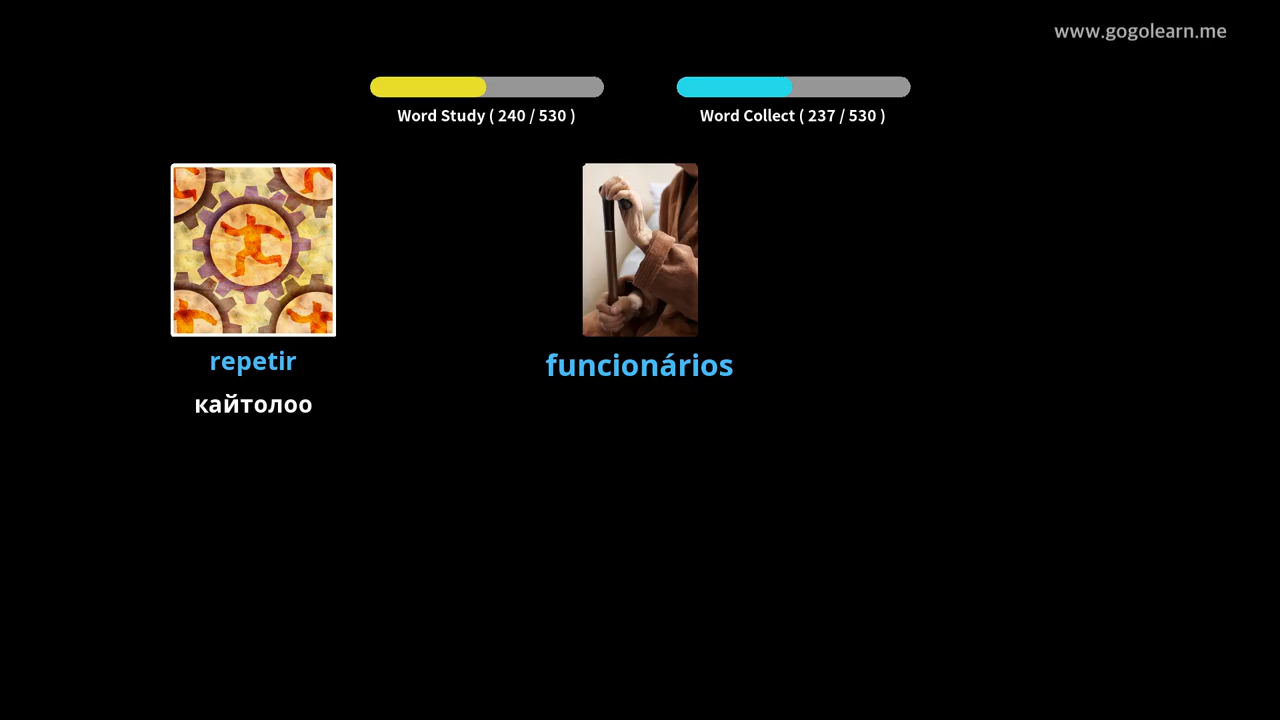 www.gogolearn.me
Word Study ( 240 / 530 )
Word Collect ( 237 / 530 )
repetir
кайтолоо
funcionários